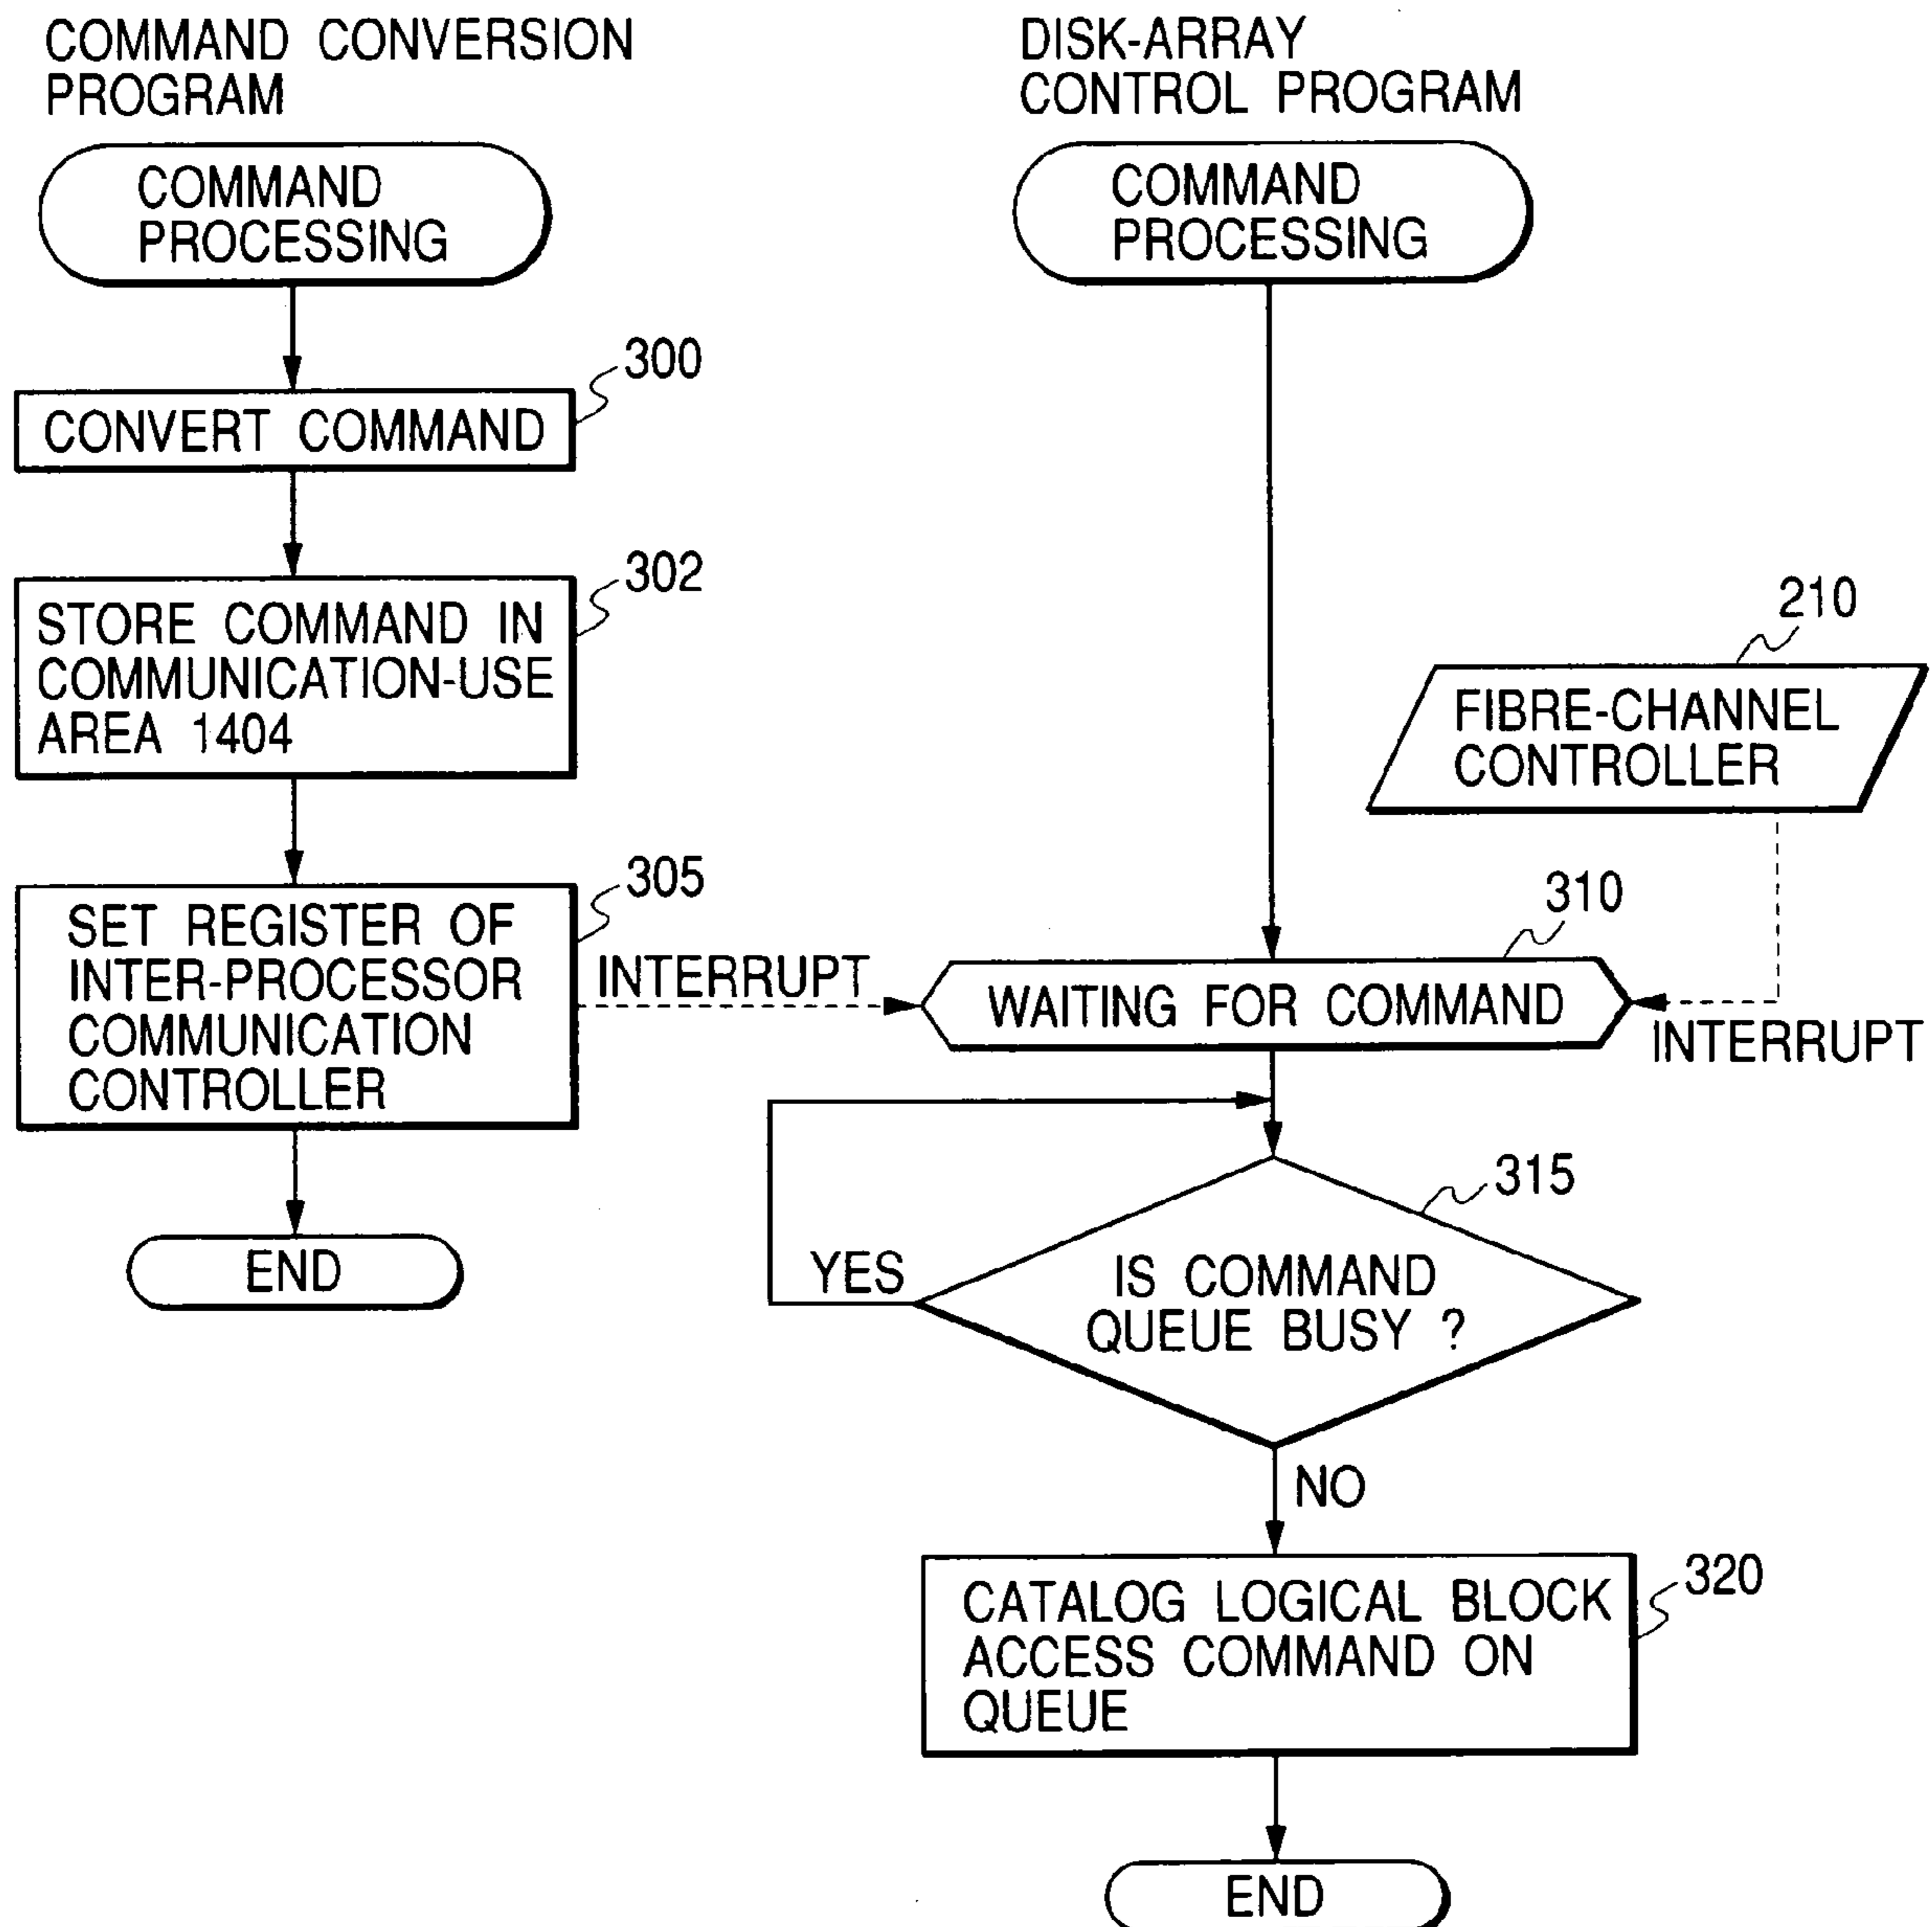 COMMAND CONVERSION
PROGRAM
COMMAND
PROCESSING
300
CONVERT COMMAND
302
STORE COMMAND IN
COMMUNICATION-USE
AREA 1404
305
SET REGISTER OF
INTER-PROCESSOR
COMMUNICATION
CONTROLLER
INTERRUPT
END
DISK-ARRAY
CONTROL PROGRAM
COMMAND
PROCESSING
210
FIBRE-CHANNEL
CONTROLLER
310
WAITING FOR COMMAND
INTERRUPT
315
YES
IS COMMAND
QUEUE BUSY ?
NO
320
CATALOG LOGICAL BLOCK
ACCESS COMMAND ON
QUEUE
END